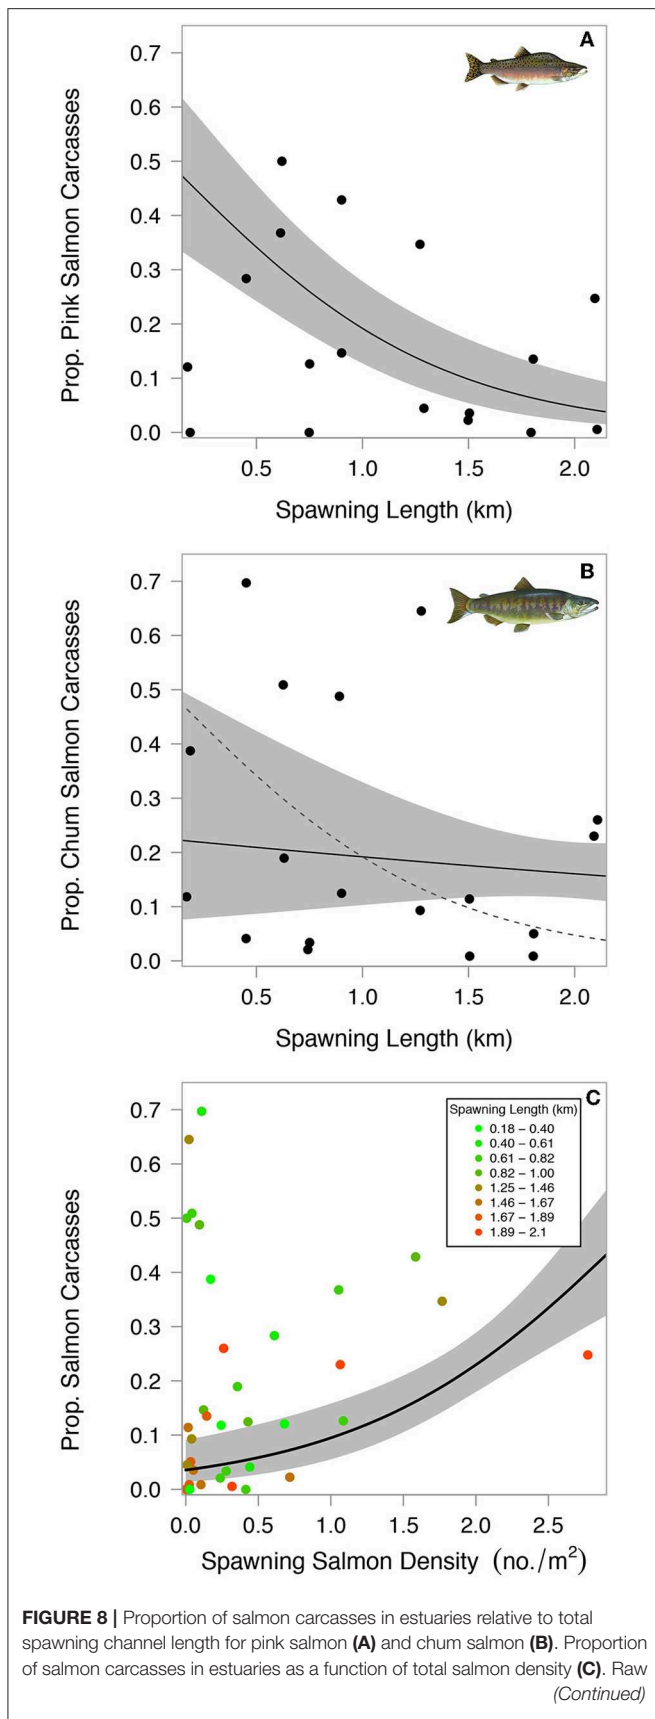 A
0.7
0.6
0.5
0.4
0.3
0.2
0.1
0.0
Prop. Pink Salmon Carcasses
0.5 1.0 1.5 2.0
Spawning Length (km)
B
0.7
0.6
0.5
0.4
0.3
0.2
0.1
0.0
Prop. Chum Salmon Carcasses
0.5 1.0 1.5 2.0
Spawning Length (km)
C
0.7
0.6
0.5
0.4
0.3
0.2
0.1
0.0
Prop. Salmon Carcasses
Spawning Length (km)
0.18 – 0.40
0.40 – 0.61
0.61 – 0.82
0.82 – 1.00
1.25 – 1.46
1.46 – 1.67
1.67 – 1.89
1.89 – 2.1
0.0 0.5 1.0 1.5 2.0 2.5
Spawning Salmon Density (no./m²)
FIGURE 8 | Proportion of salmon carcasses in estuaries relative to total
spawning channel length for pink salmon (A) and chum salmon (B). Proportion
of salmon carcasses in estuaries as a function of total salmon density (C). Raw
(Continued)